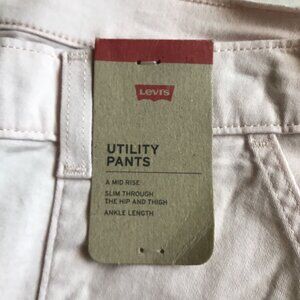 Levi's
UTILITY
PANTS
A MID RISE
SLIM THROUGH
THE HIP AND THIGH
ANKLE LENGTH